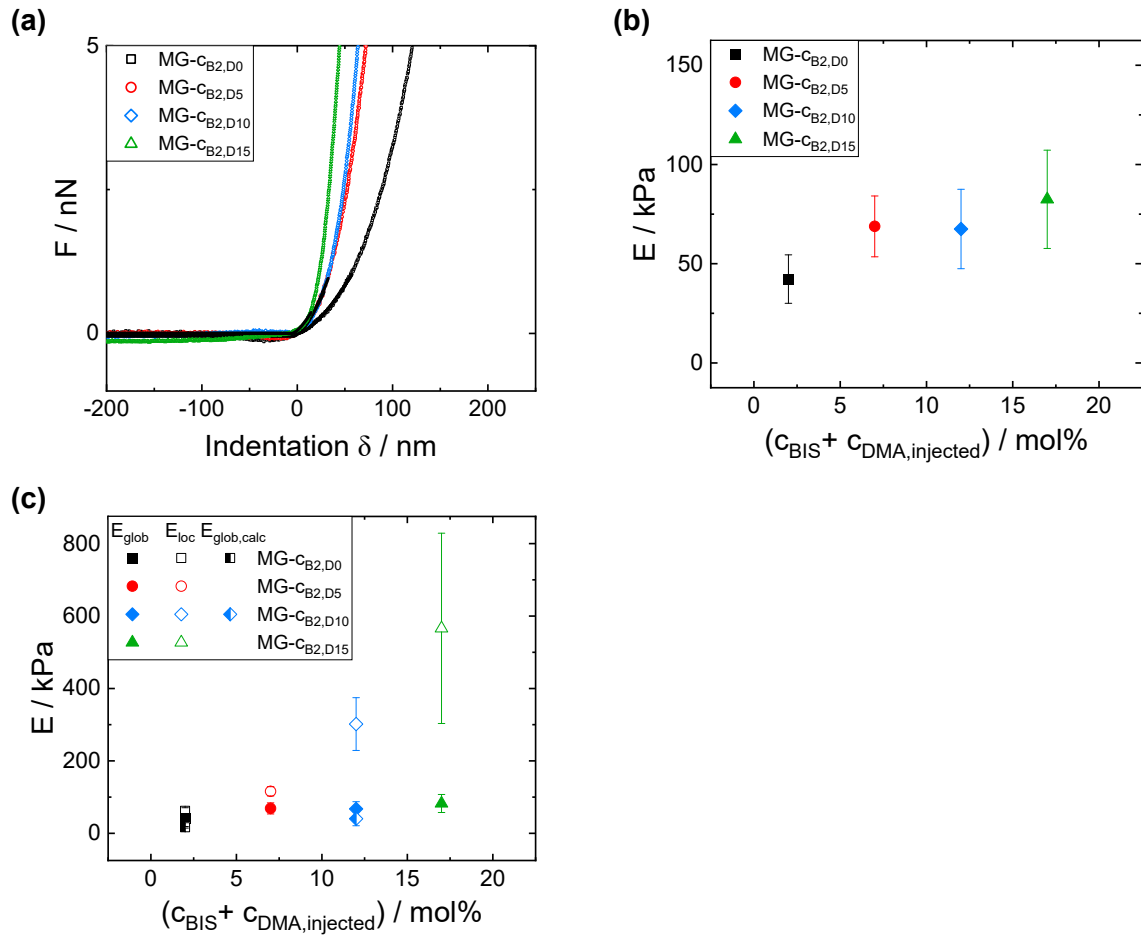 (a)
5
MG-cB2,D0
MG-cB2,D5
MG-cB2,D10
MG-cB2,D15
F / nN
0
-200 -100 0 100 200
Indentation δ / nm
(b)
150
MG-cB2,D0
MG-cB2,D5
MG-cB2,D10
MG-cB2,D15
100
E / kPa
50
0
0 5 10 15 20
(cBIS+ cDMA,injected) / mol%
(c)
Eglob Eloc Eglob,calc
MG-cB2,D0
MG-cB2,D5
MG-cB2,D10
MG-cB2,D15
800
600
E / kPa
400
200
0
0 5 10 15 20
(cBIS+ cDMA,injected) / mol%